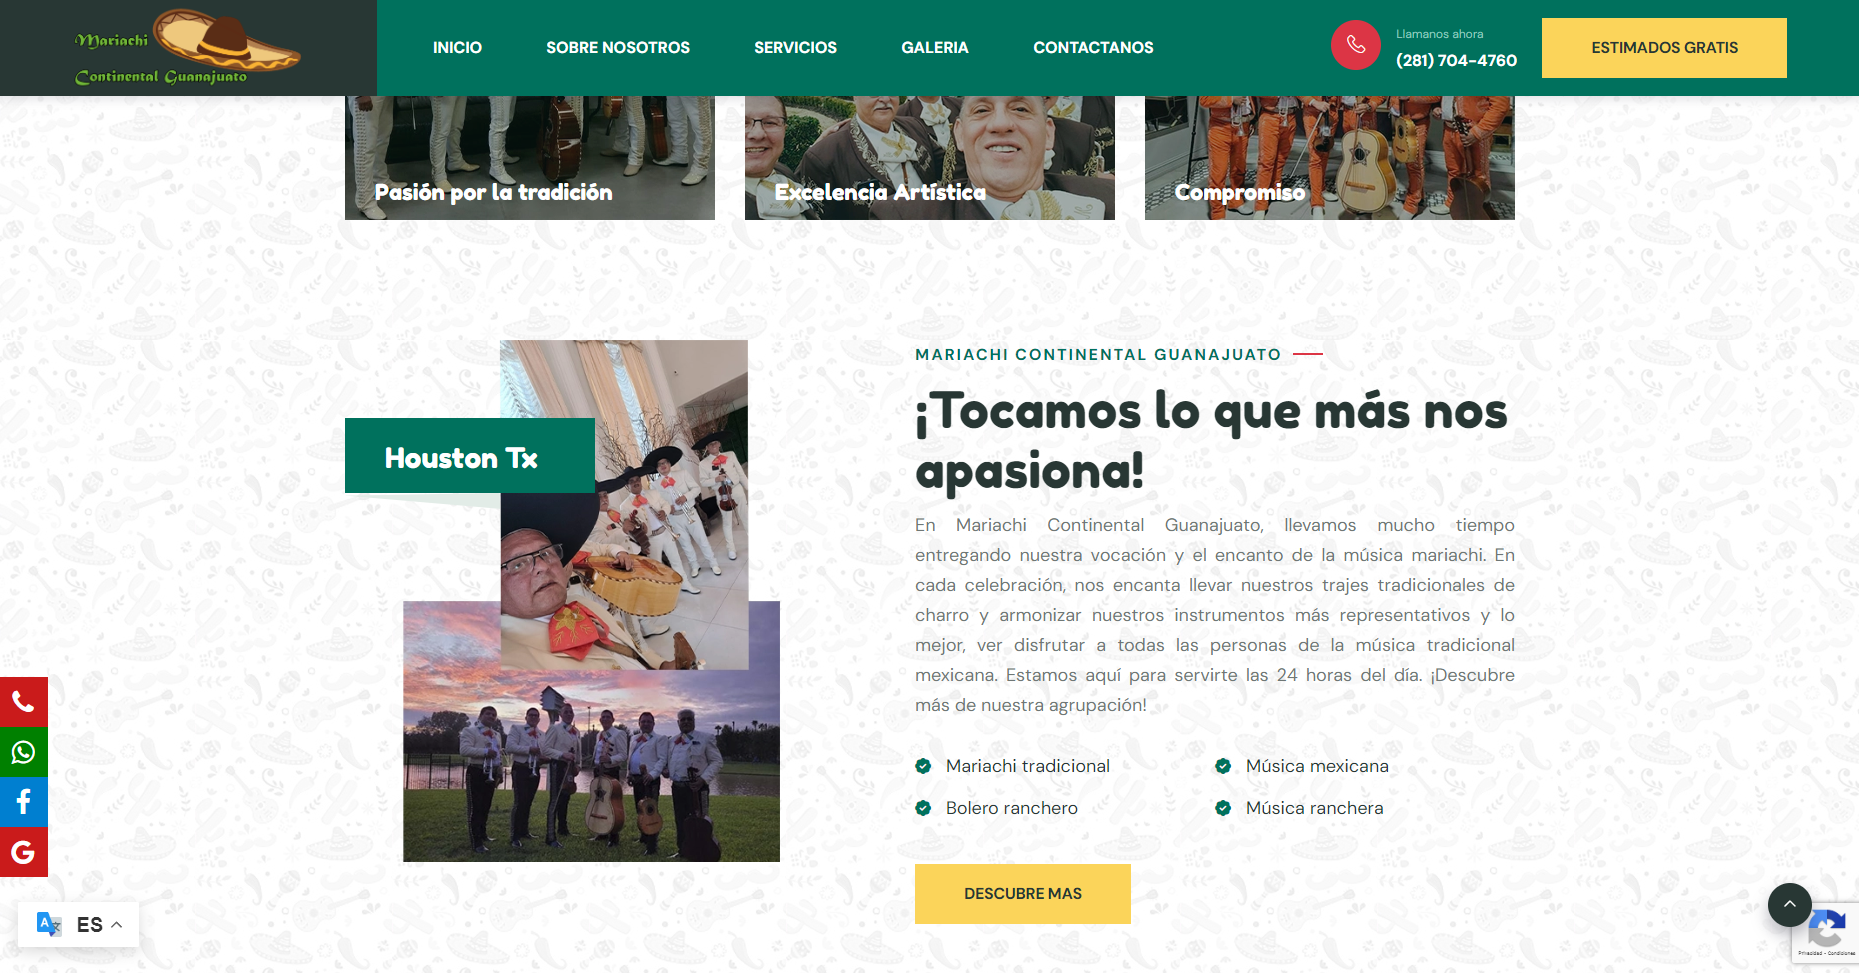 Mariachi
Continental Guanajuato
INICIO
SOBRE NOSOTROS
SERVICIOS
GALERIA
CONTACTANOS
Llamanos ahora
(281) 704-4760
ESTIMADOS GRATIS
Pasión por la tradición
Excelencia Artística
Compromiso
Houston Tx
MARIACHI CONTINENTAL GUANAJUATO
¡Tocamos lo que más nos
apasiona!
En Mariachi Continental Guanajuato, llevamos mucho tiempo
entregando nuestra vocación y el encanto de la música mariachi. En
cada celebración, nos encanta llevar nuestros trajes tradicionales de
charro y armonizar nuestros instrumentos más representativos y lo
mejor, ver disfrutar a todas las personas de la música tradicional
mexicana. Estamos aquí para servirte las 24 horas del día. ¡Descubre
más de nuestra agrupación!
Mariachi tradicional
Música mexicana
Bolero ranchero
Música ranchera
DESCUBRE MAS
ES
Privacidad - Condiciones